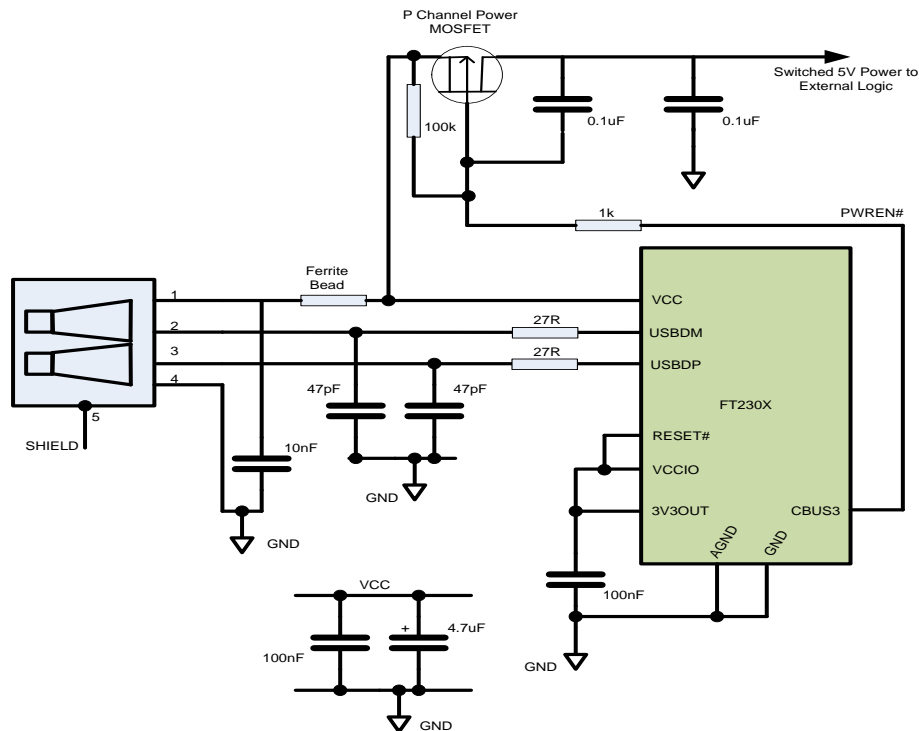 P Channel Power
MOSFET
Switched 5V Power to
External Logic
100k
0.1uF
0.1uF
1k
PWREN#
Ferrite
Bead
1
2
3
4
5
SHIELD
27R
27R
VCC
USBDM
USBDP
FT230X
RESET#
VCCIO
3V3OUT
CBUS3
AGND
GND
47pF
47pF
10nF
GND
GND
100nF
GND
VCC
100nF
+
4.7uF
GND